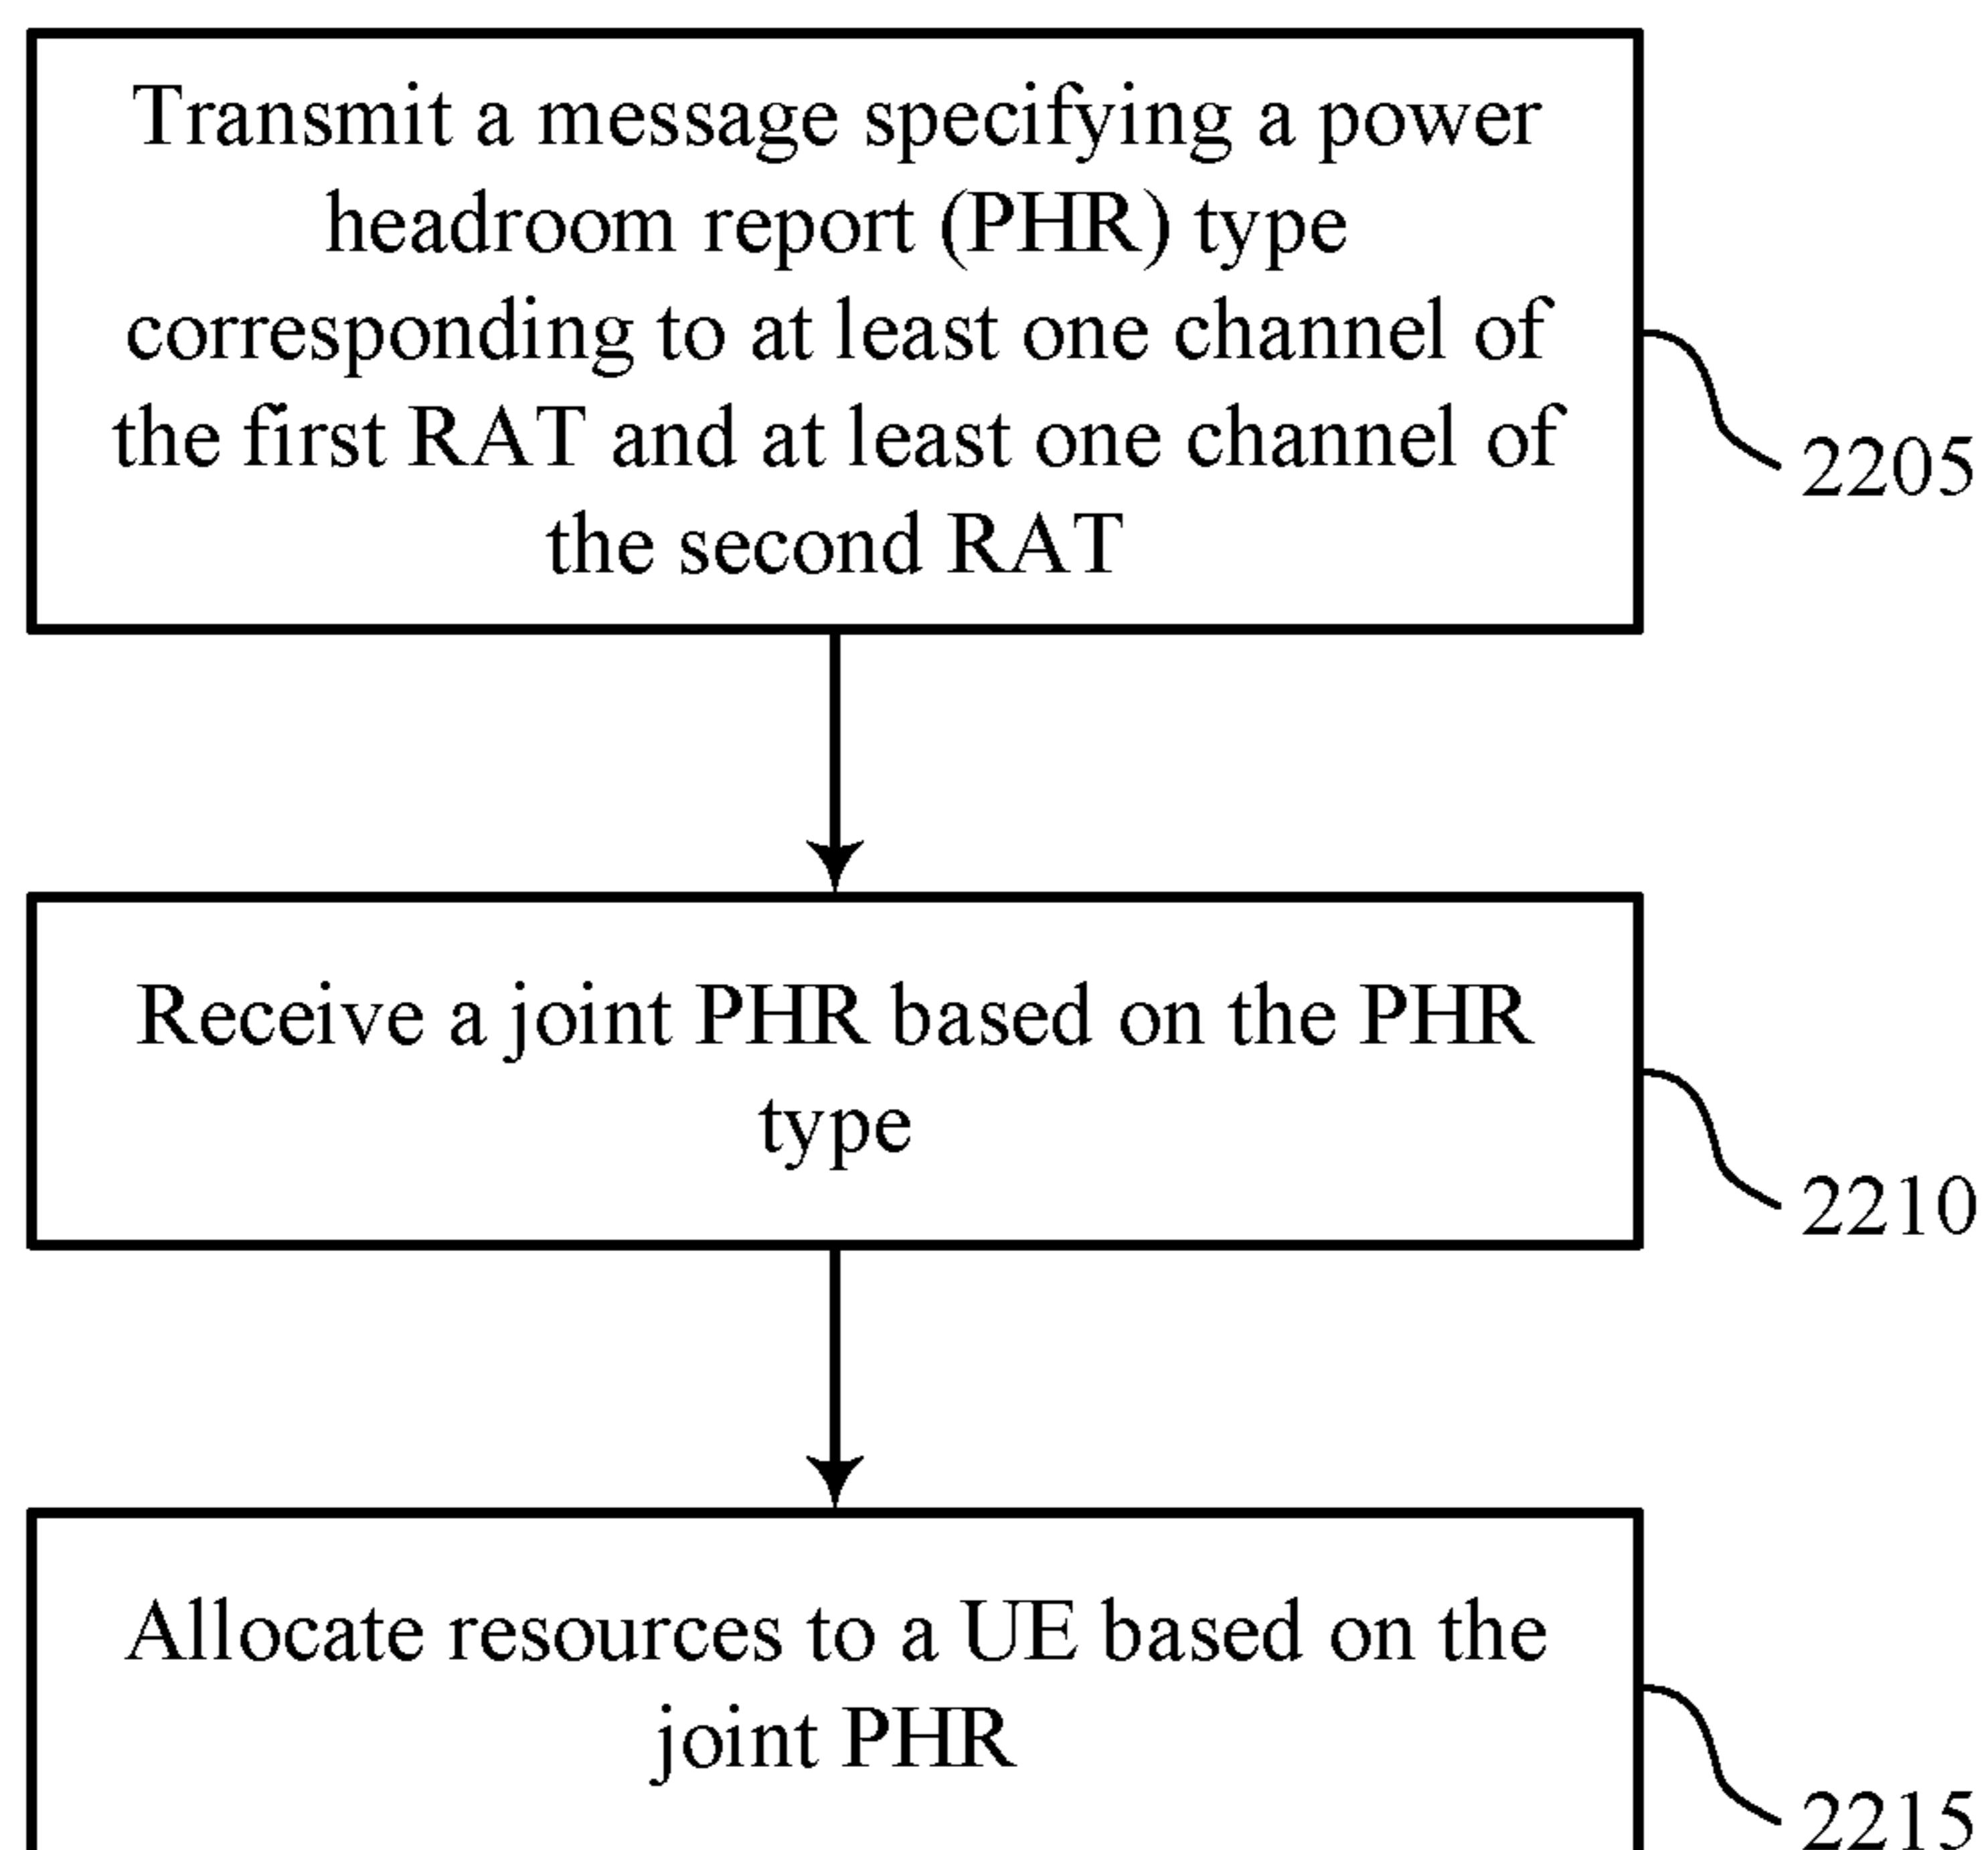 Transmit a message specifying a power
headroom report (PHR) type
corresponding to at least one channel of
the first RAT and at least one channel of
the second RAT
2205
Receive a joint PHR based on the PHR
type
2210
Allocate resources to a UE based on the
joint PHR
2215